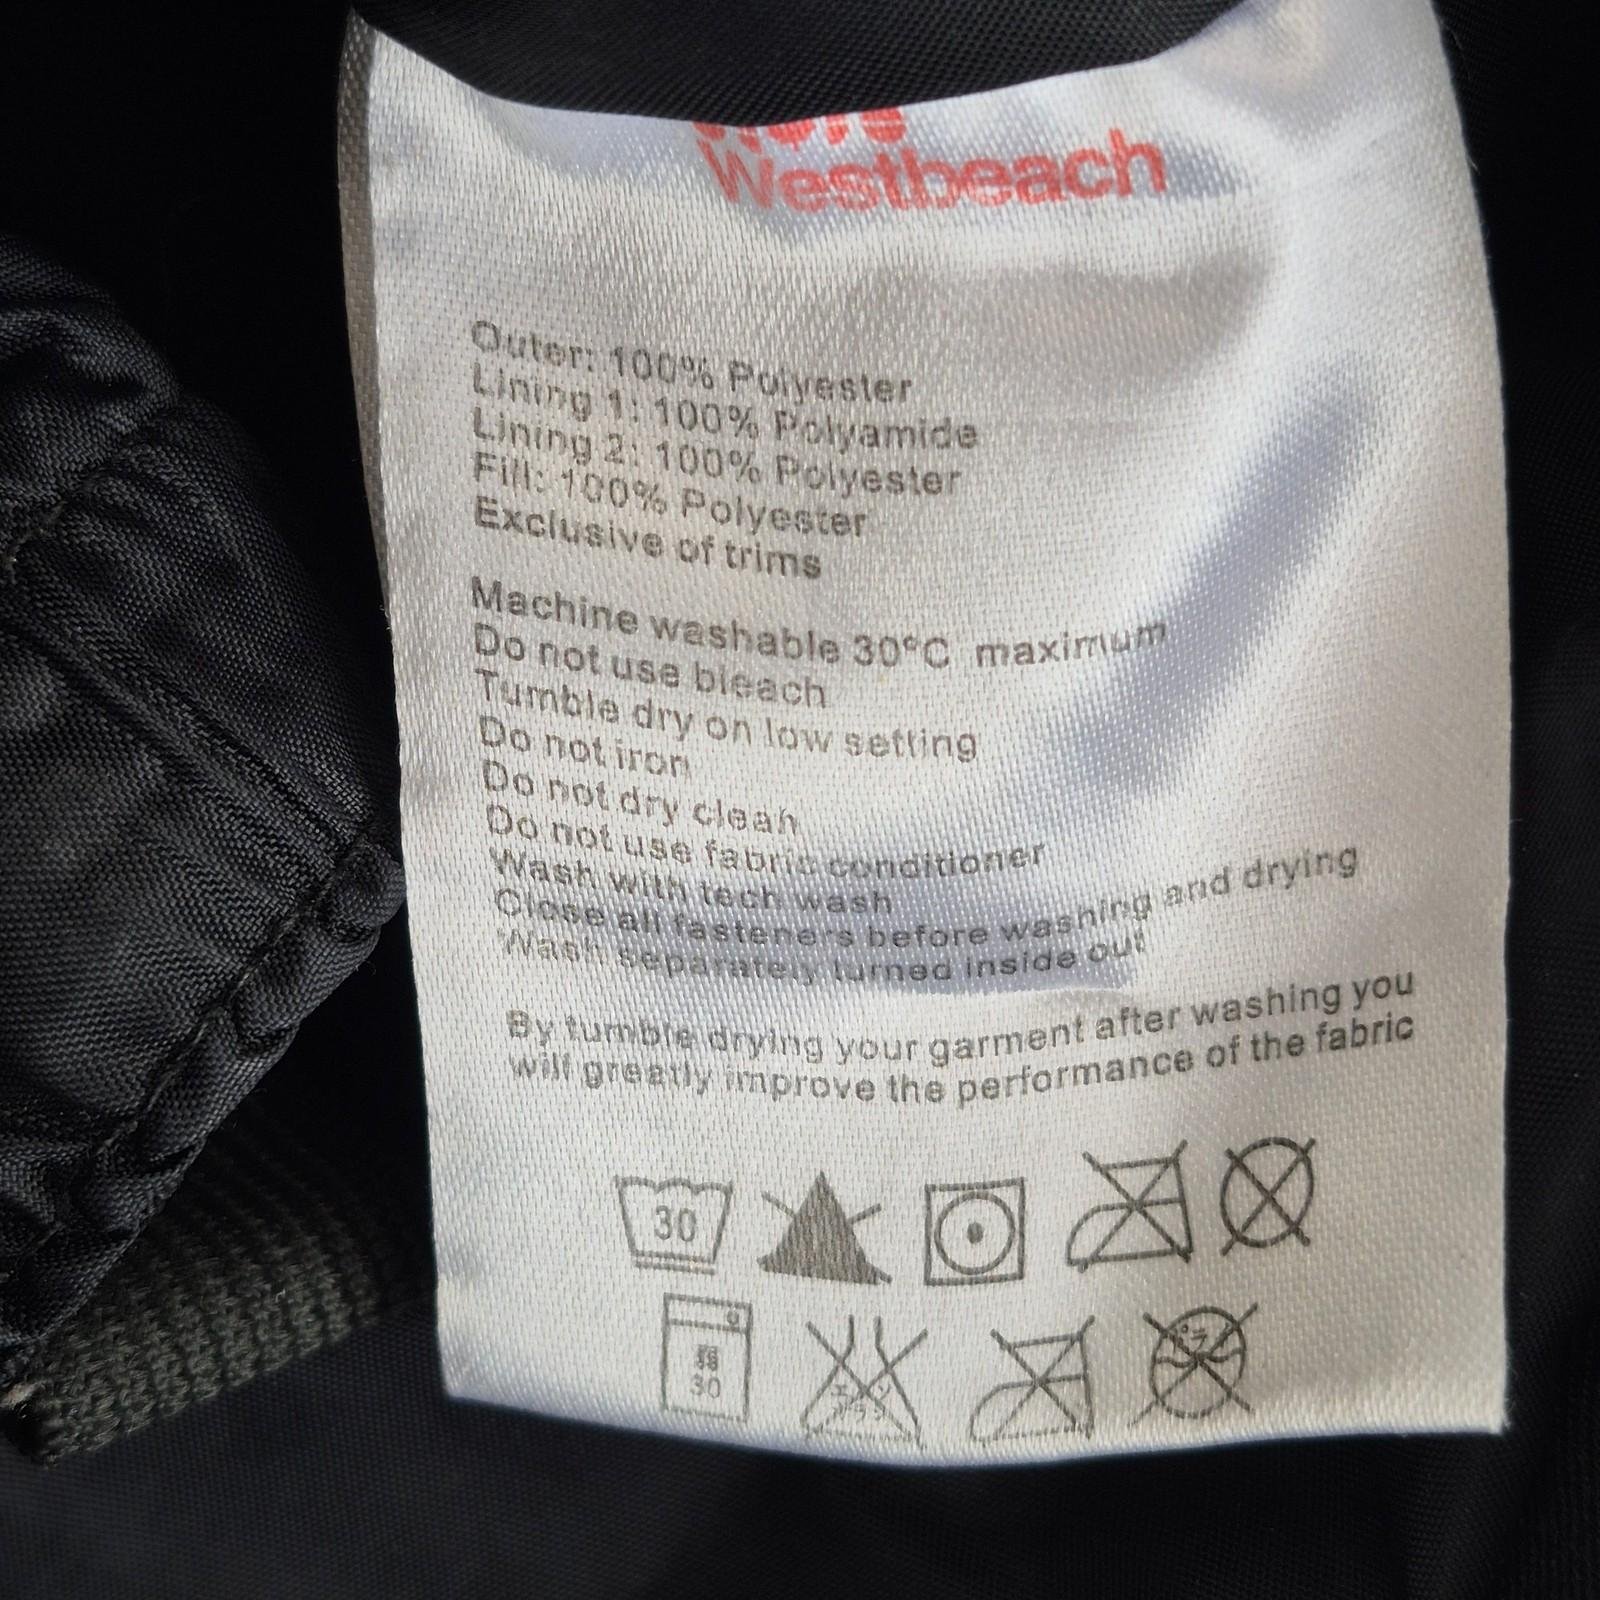 Westbeach
Outer: 100% Polyester
Lining 1: 100% Polyamide
Lining 2: 100% Polyester
Fill: 100% Polyester
Exclusive of trims
Machine washable 30°C maximum
Do not use bleach
Tumble dry on low setting
Do not iron
Do not dry clean
Do not use fabric conditioner
Wash with tech wash
Close all fasteners before washing and drying
Wash separately turned inside out
By tumble drying your garment after washing you
will greatly improve the performance of the fabric
30
30